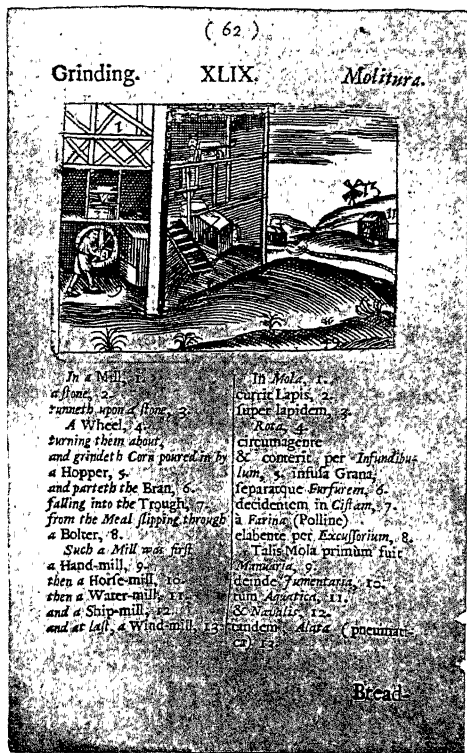 ( 62 )
Grinding. XLIX. Molitura.
In a Mill, 1.
a stone, 2.
runneth upon a stone, 3.
A Wheel, 4.
turning them about,
and grindeth Corn poured in by
a Hopper, 5.
and parteth the Bran, 6.
falling into the Trough, 7.
from the Meal slipping through
a Bolter, 8.
Such a Mill was first
a Hand-mill, 9.
then a Horse-mill, 10.
then a Water-mill, 11.
and a Ship-mill, 12.
and at last, a Wind-mill, 13.
In Mola, 1.
currit Lapis, 2.
super lapidem, 3.
Rota, 4.
circumagente
& conterit per Infundibu-
lum, 5. infusa Grana,
separatque Furfurem, 6.
decidentem in Cistam, 7.
à Farina (Polline)
elabente per Excussorium, 8.
Talis Mola primùm fuit
Manuaria, 9.
deinde Jumentaria, 10.
tum Aquatica, 11.
& Navalis, 12.
tandem Alata ( pneumati-
ca) 13.
Bread-